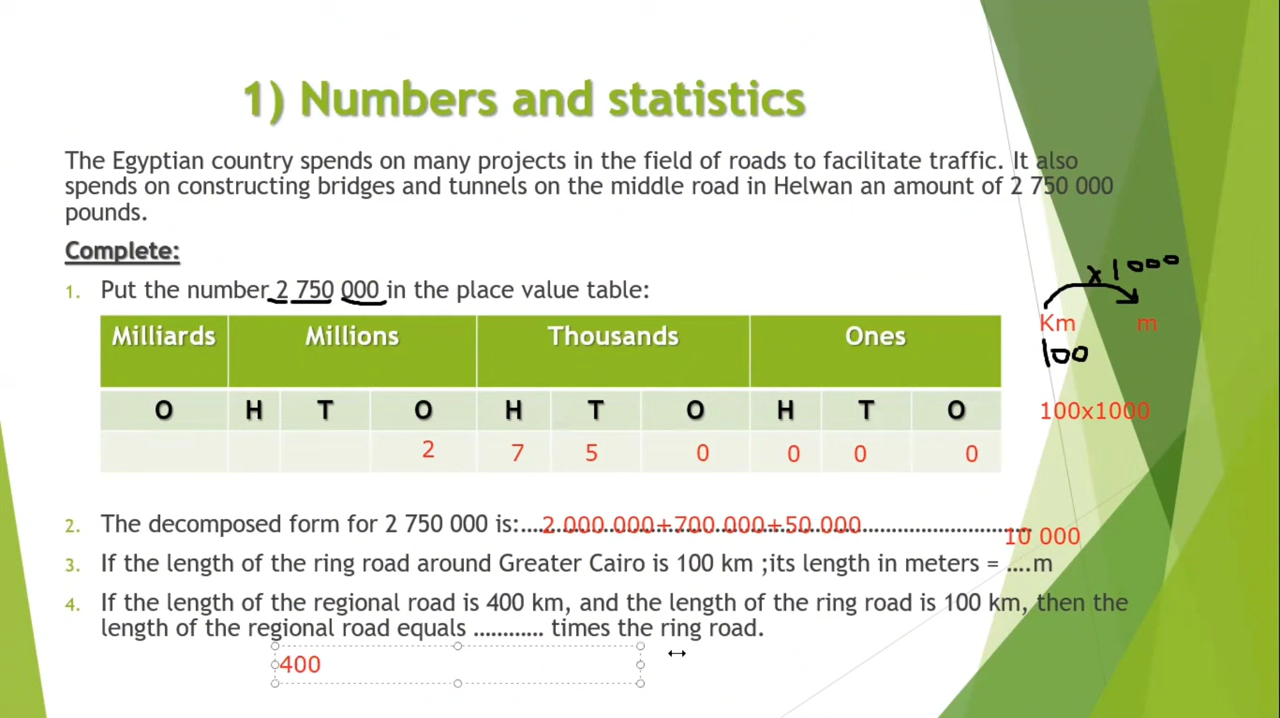 1) Numbers and statistics
The Egyptian country spends on many projects in the field of roads to facilitate traffic. It also
spends on constructing bridges and tunnels on the middle road in Helwan an amount of 2 750 000
pounds.
Complete:
1. Put the number 2 750 000 in the place value table:
x1000
Km m
100
100x1000
Milliards Millions Thousands Ones
O H T O H T O H T O
2 7 5 0 0 0 0
2. The decomposed form for 2 750 000 is:....2 000 000+700 000+50 000..............................
10 000
3. If the length of the ring road around Greater Cairo is 100 km ;its length in meters = ....m
4. If the length of the regional road is 400 km, and the length of the ring road is 100 km, then the
length of the regional road equals ............ times the ring road.
400